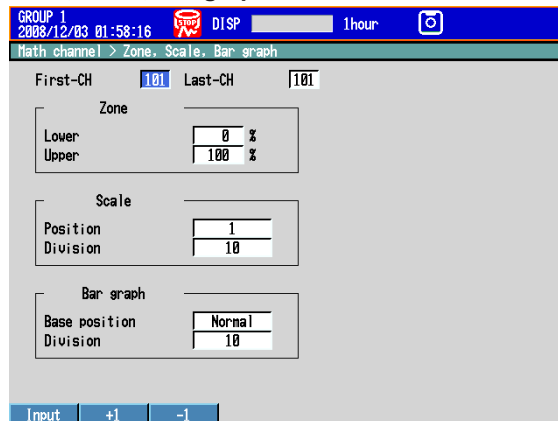 GROUP 1
2008/12/03 01:58:16 STOP DISP 1hour
Math channel > Zone, Scale, Bar graph
First-CH 101 Last-CH 101
Zone
Lower 0 %
Upper 100 %
Scale
Position 1
Division 10
Bar graph
Base position Normal
Division 10
Input +1 -1